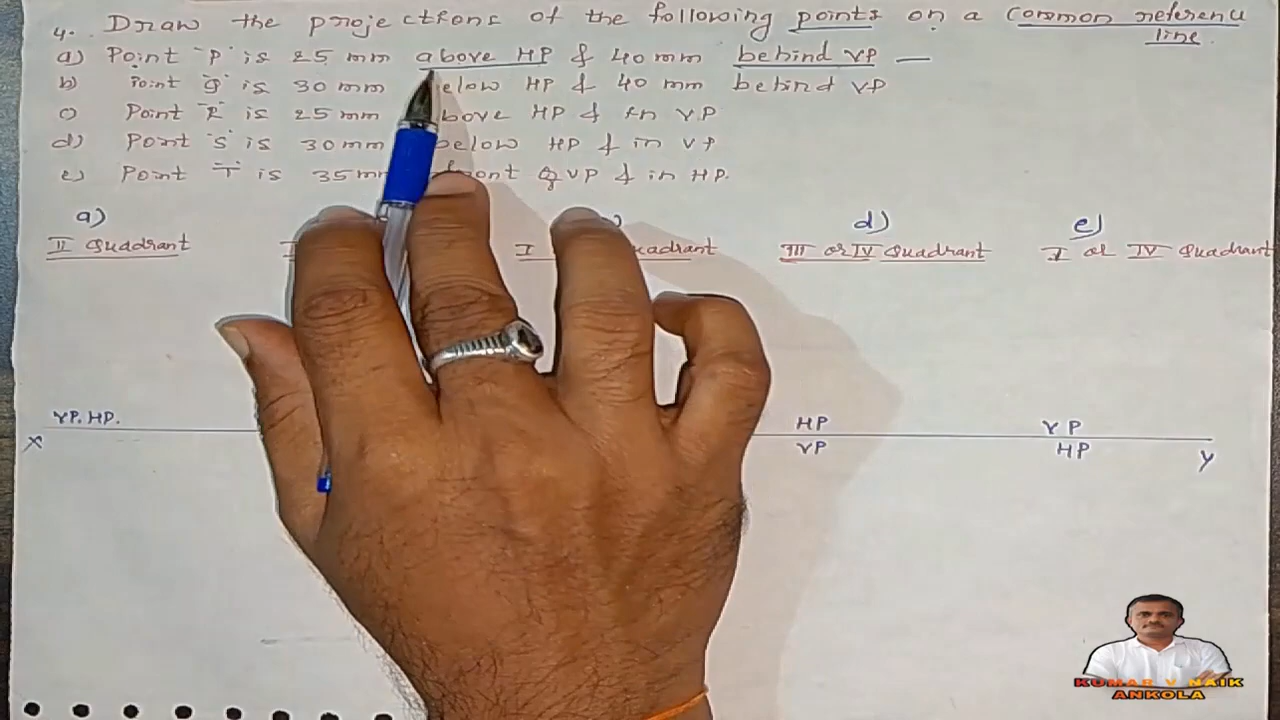 4. Draw the projections of the following points on a common reference
line.
a) Point 'P' is 25 mm above HP & 40 mm behind VP —
b) Point 'Q' is 30 mm below HP & 40 mm behind VP
Point 'R' is 25 mm above HP & in VP
d) Point 'S' is 30 mm below HP & in VP
e) Point 'T' is 35 mm front of VP & in HP.
a) d) e)
II Quadrant I Quadrant III or IV Quadrant I or IV Quadrant
VP. HP. HP VP
X VP HP Y
KUMAR V NAIK
ANKOLA